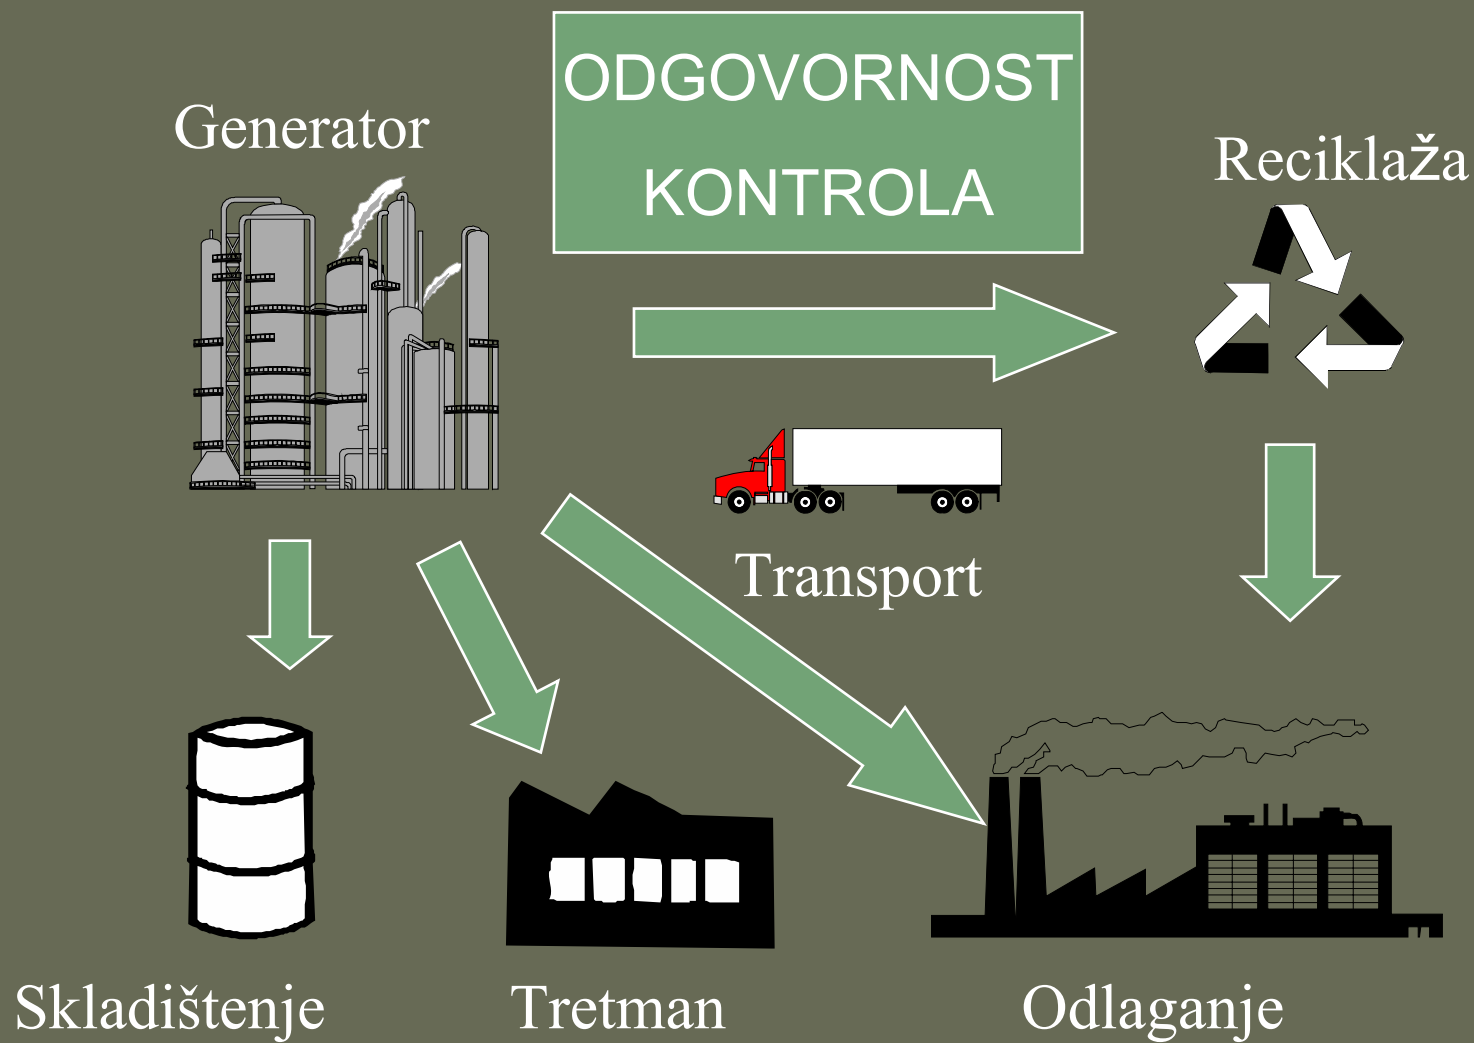 ODGOVORNOST
KONTROLA
Generator
Reciklaža
Transport
Skladištenje
Tretman
Odlaganje